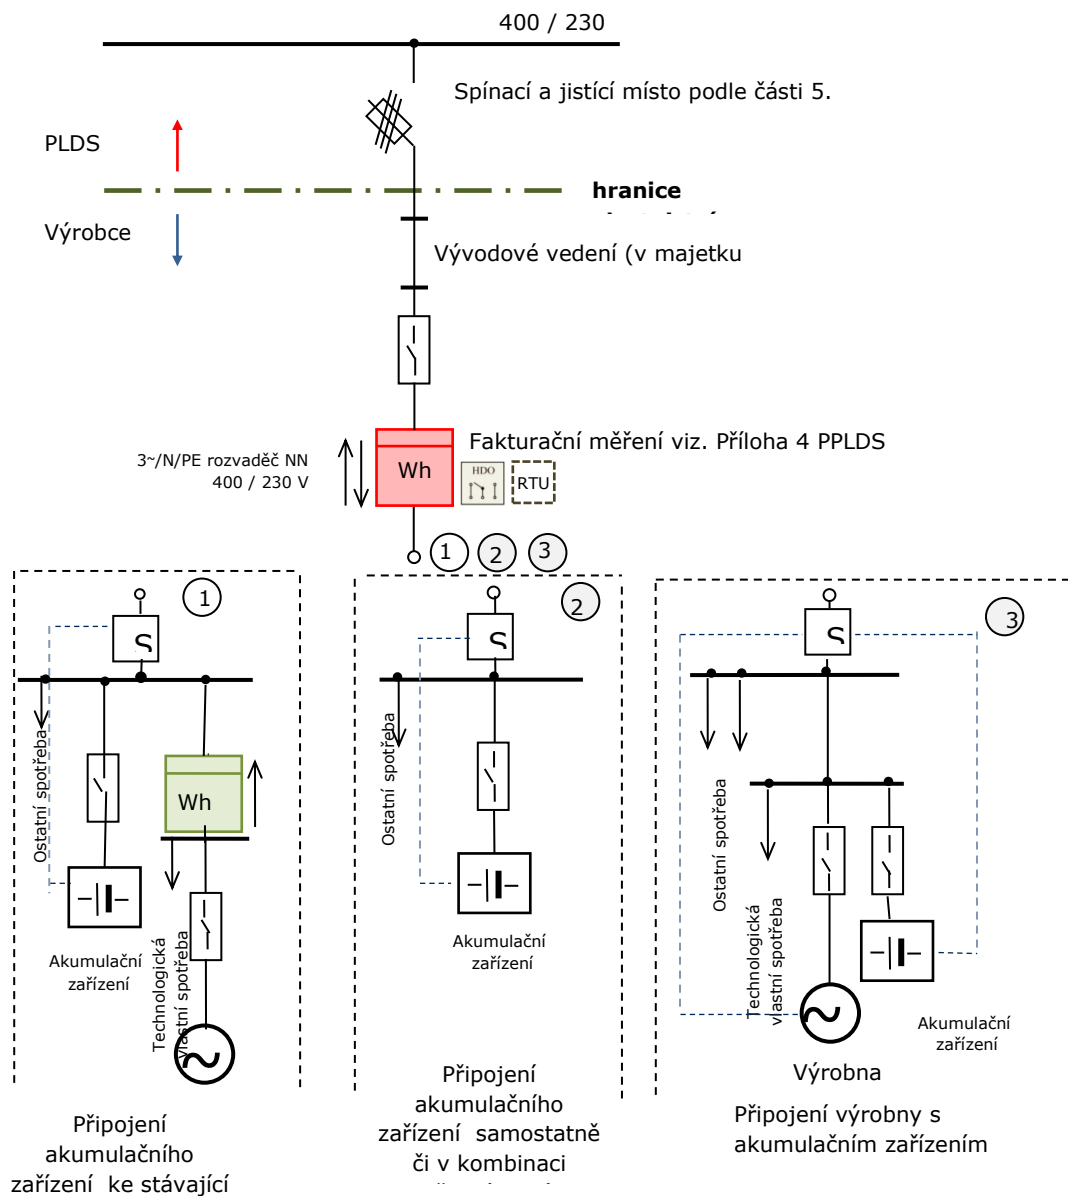 400 / 230
Spínací a jistící místo podle části 5.
PLDS
hranice
Výrobce
Vývodové vedení (v majetku
Fakturační měření viz. Příloha 4 PPLDS
3~/N/PE rozvaděč NN
400 / 230 V
Wh
HDO
RTU
1
2
3
1
S
Ostatní spotřeba
Wh
Akumulační
zařízení
Technologická
vlastní spotřeba
Připojení
akumulačního
zařízení ke stávající
2
S
Ostatní spotřeba
Akumulační
zařízení
Připojení
akumulačního
zařízení samostatně
či v kombinaci
3
S
Ostatní spotřeba
Technologická
vlastní spotřeba
Akumulační
zařízení
Výrobna
Připojení výrobny s
akumulačním zařízením